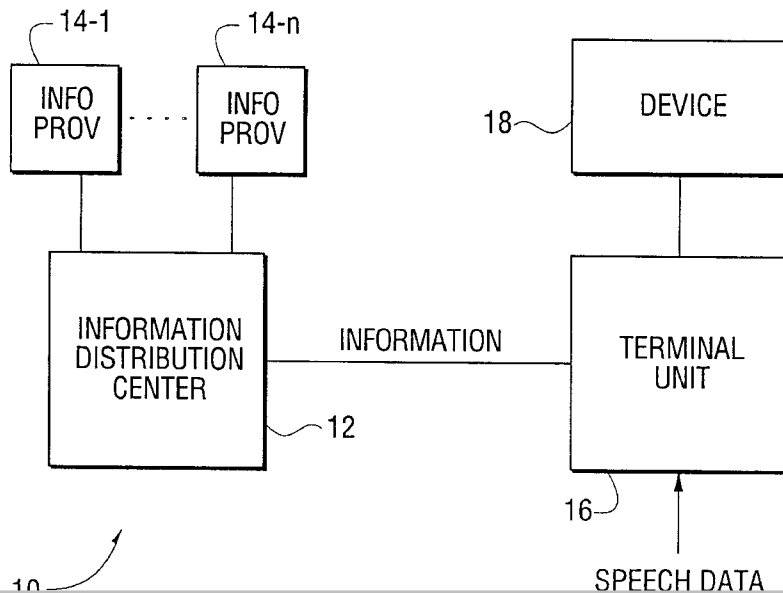 14-1
14-n
INFO
PROV
INFO
PROV
18
DEVICE
INFORMATION
DISTRIBUTION
CENTER
INFORMATION
TERMINAL
UNIT
12
16
10
SPEECH DATA